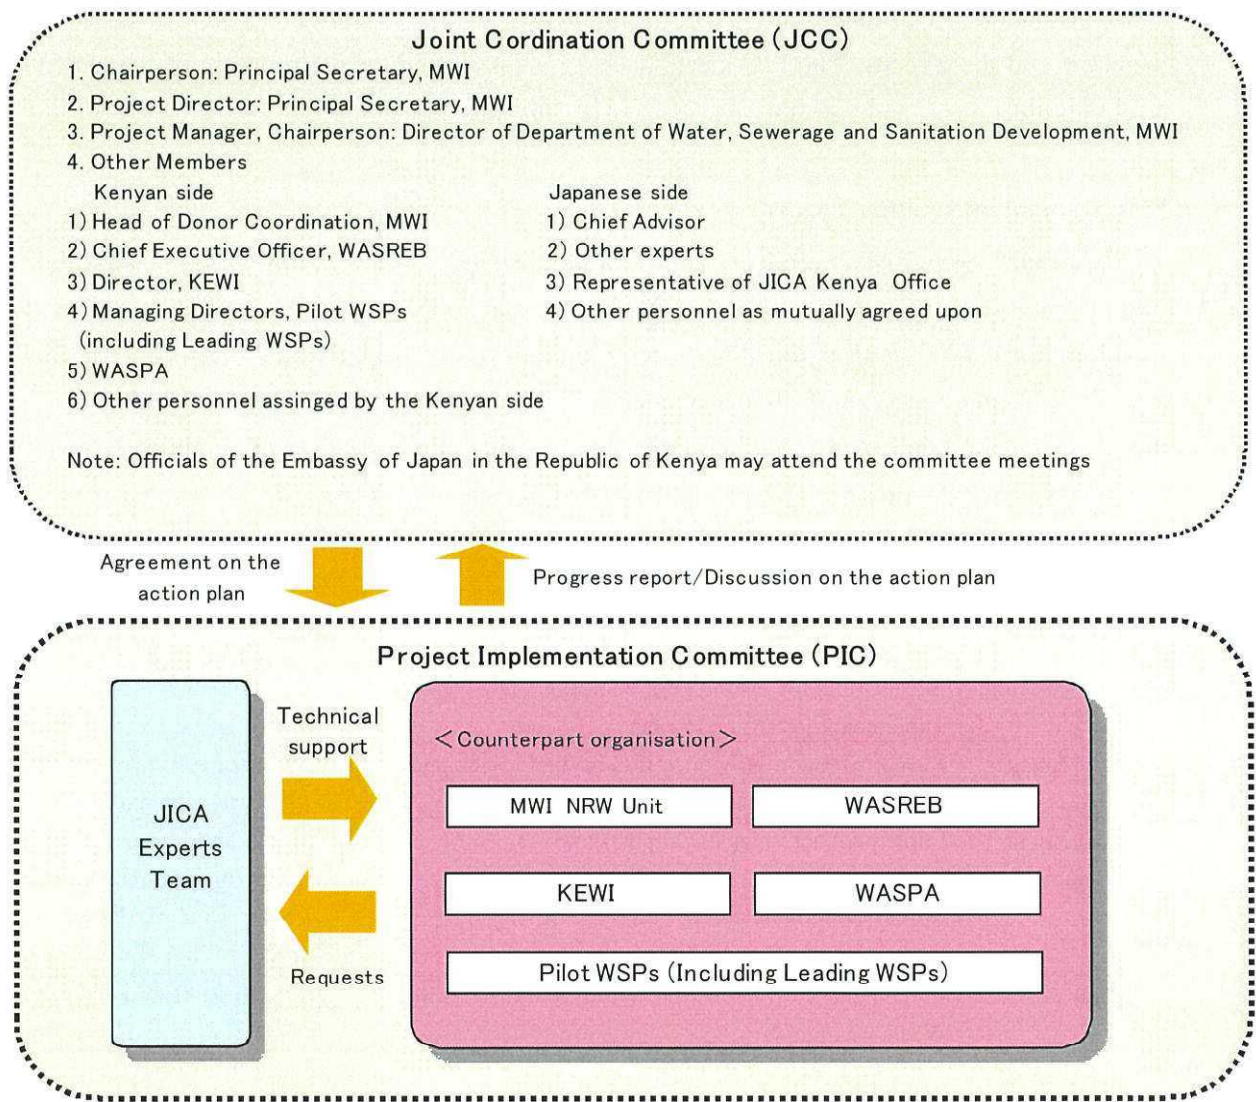 Joint Cordination Committee (JCC)
1. Chairperson: Principal Secretary, MWI
2. Project Director: Principal Secretary, MWI
3. Project Manager, Chairperson: Director of Department of Water, Sewerage and Sanitation Development, MWI
4. Other Members
Kenyan side
1) Head of Donor Coordination, MWI
2) Chief Executive Officer, WASREB
3) Director, KEWI
4) Managing Directors, Pilot WSPs
(including Leading WSPs)
5) WASPA
6) Other personnel assinged by the Kenyan side
Japanese side
1) Chief Advisor
2) Other experts
3) Representative of JICA Kenya Office
4) Other personnel as mutually agreed upon
Note: Officials of the Embassy of Japan in the Republic of Kenya may attend the committee meetings
Agreement on the
action plan
Progress report/Discussion on the action plan
Project Implementation Committee (PIC)
JICA
Experts
Team
Technical
support
Requests
<Counterpart organisation>
MWI NRW Unit
WASREB
KEWI
WASPA
Pilot WSPs (Including Leading WSPs)